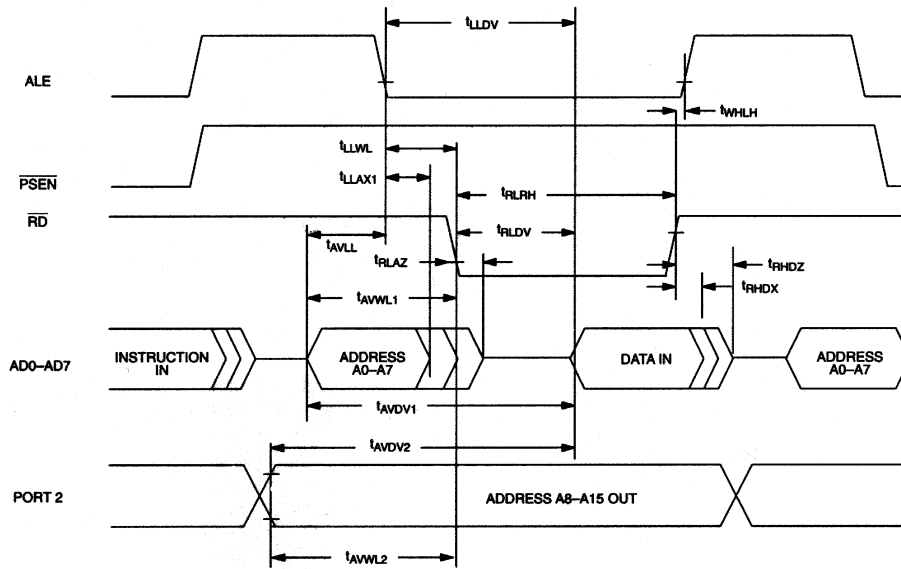 tLLDV
ALE
tWHLH
tLLWL
PSEN
tLLAX1
tRLRH
RD
tAVLL
tRLDV
tRLAZ
tRHDZ
tRHDX
tAVWL1
AD0–AD7
INSTRUCTION
IN
ADDRESS
A0–A7
DATA IN
ADDRESS
A0–A7
tAVDV1
tAVDV2
PORT 2
ADDRESS A8–A15 OUT
tAVWL2